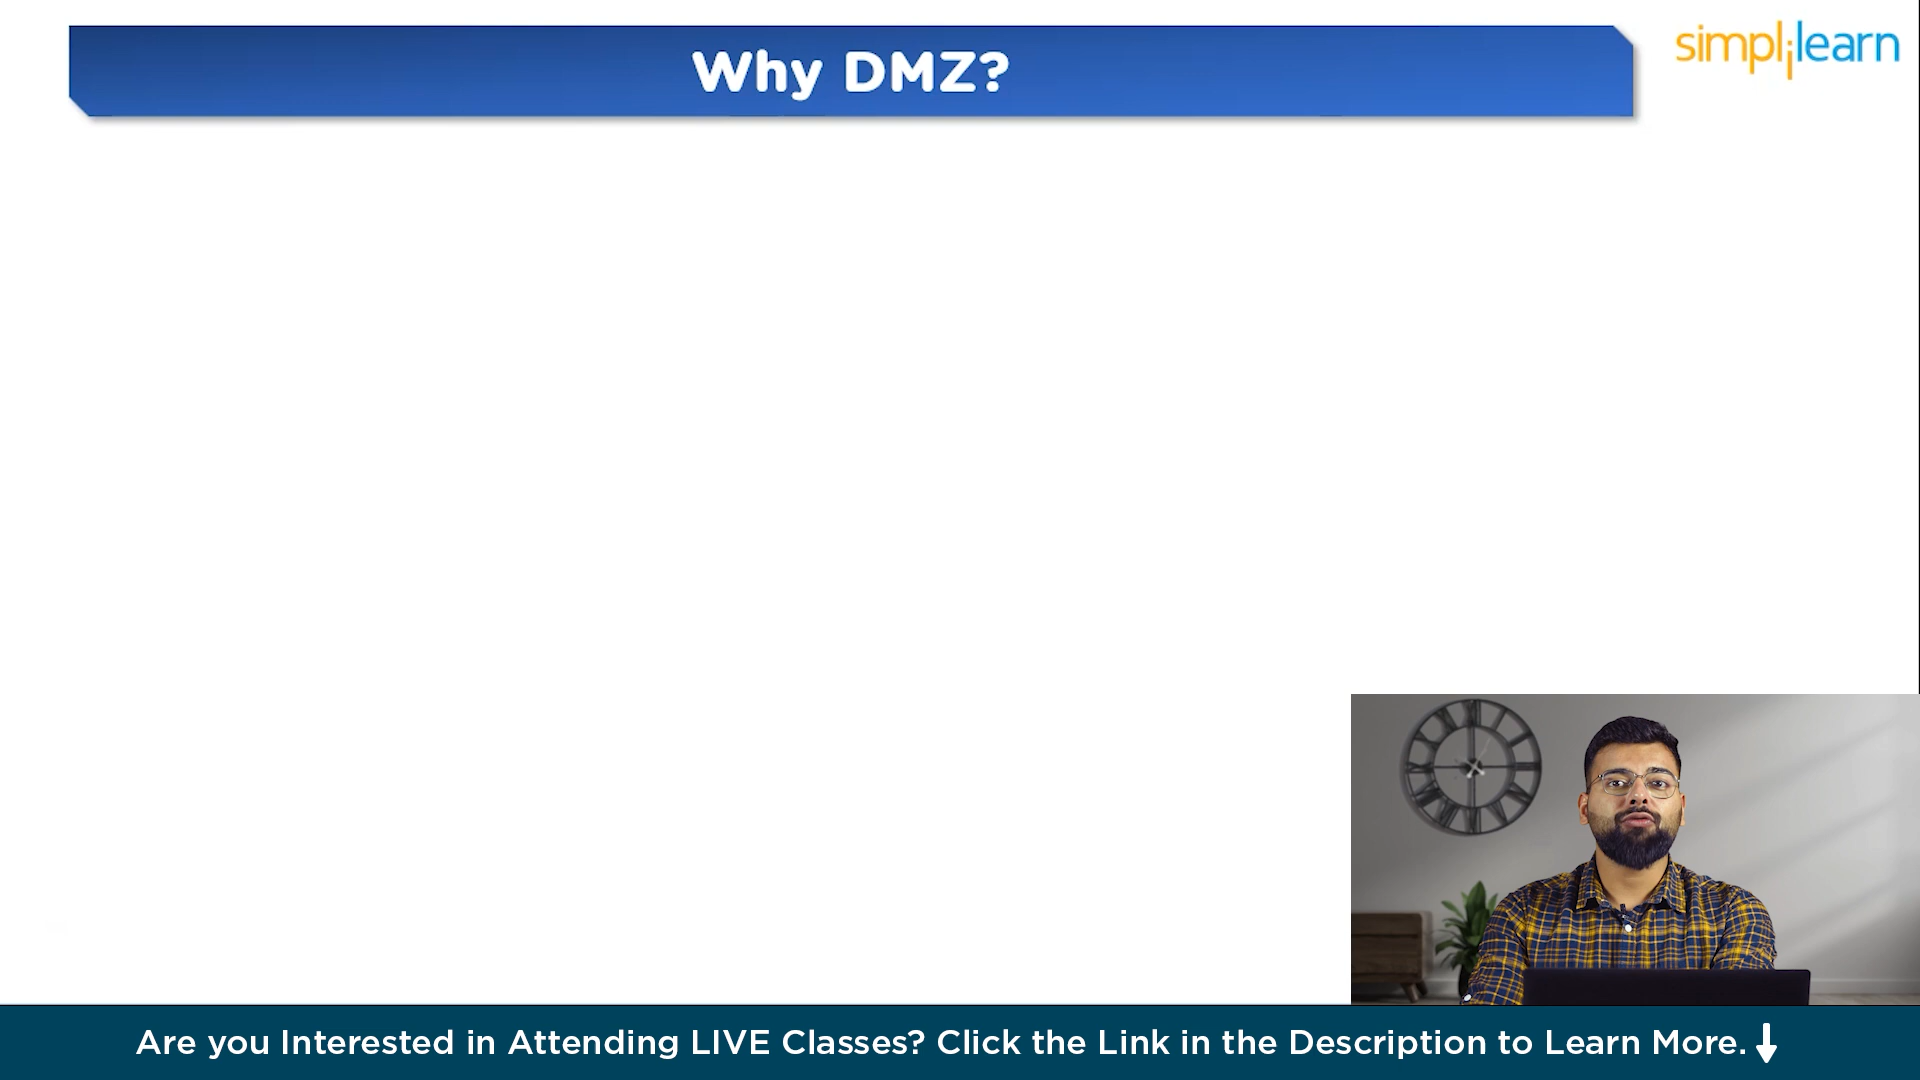 Why DMZ?
simplilearn
Are you Interested in Attending LIVE Classes? Click the Link in the Description to Learn More.